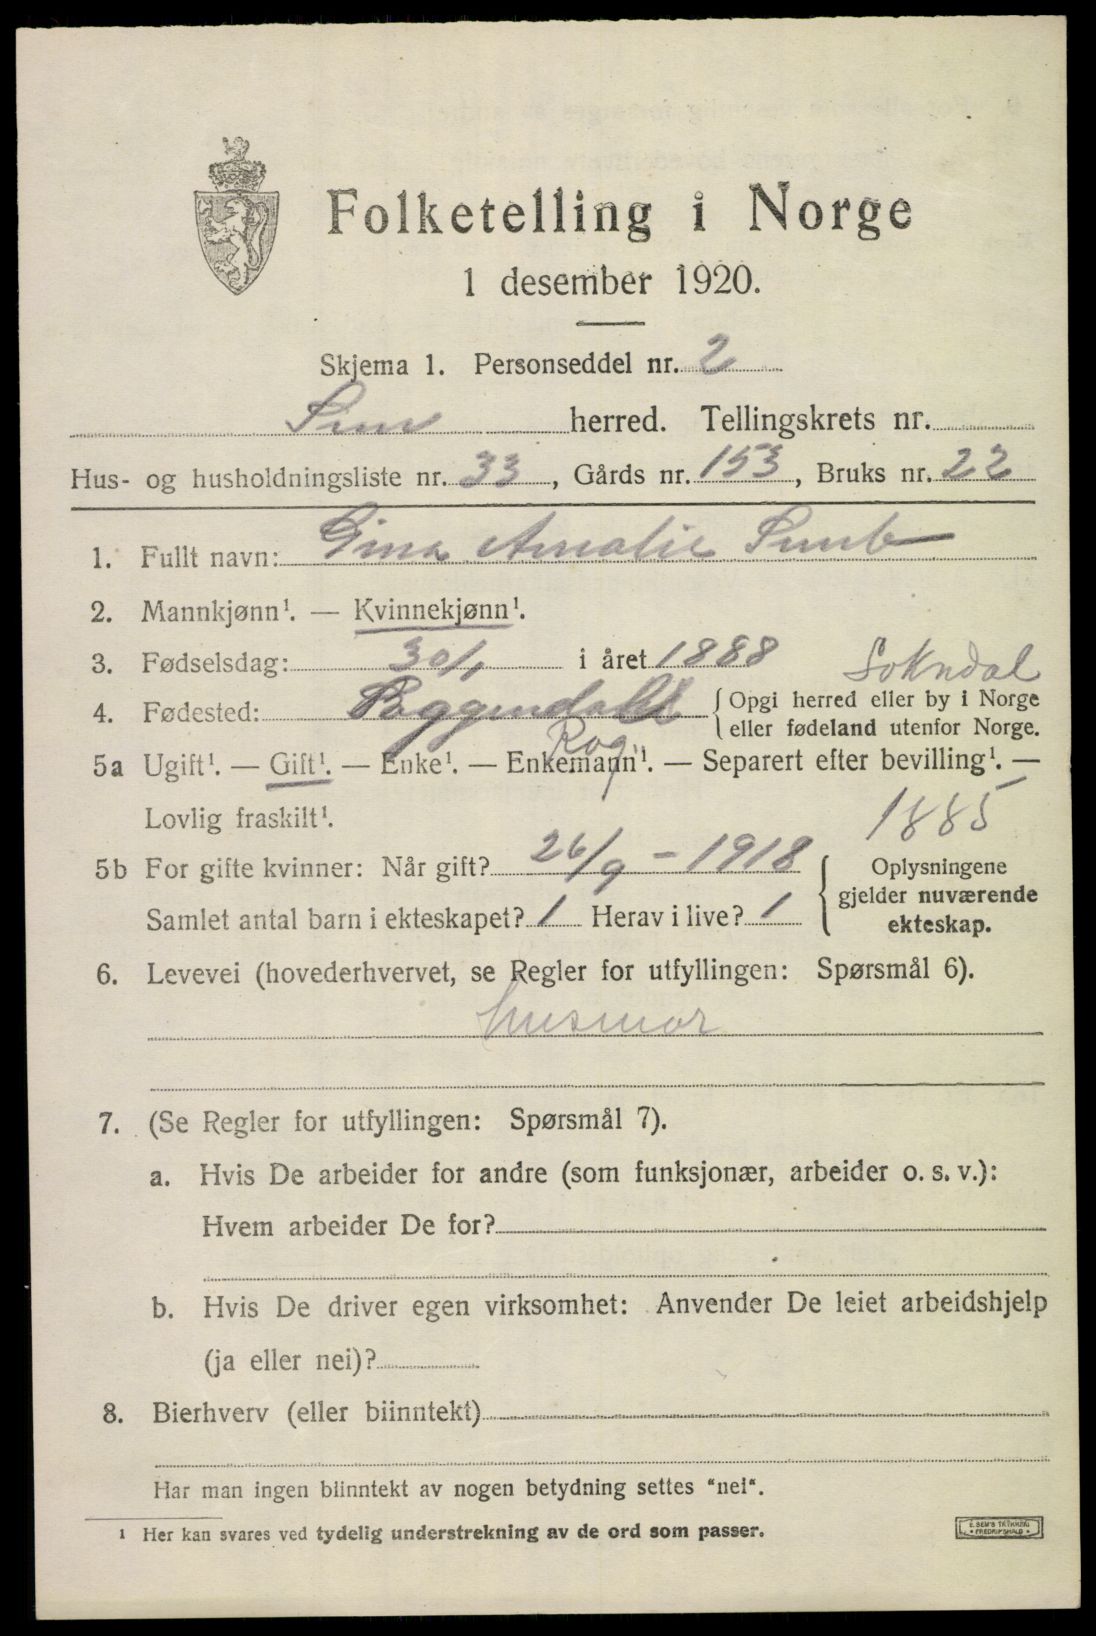 Folketelling i Norge
1 desember 1920.
Skjema 1. Personseddel nr. 2
herred. Tellingskrets nr.
Hus- og husholdningsliste nr. 33, Gårds nr. 153, Bruks nr. 22
1. Fullt navn: Gina Amalie
2. Mannkjønn¹. — Kvinnekjønn¹.
3. Fødselsdag: 30/1 i året 1888
Sokndal
4. Fødested: { Opgi herred eller by i Norge
eller fødeland utenfor Norge.
Rog.
5a Ugift¹. — Gift¹. — Enke¹. — Enkemann¹. — Separert efter bevilling¹. —
Lovlig fraskilt¹.
1885
5b For gifte kvinner: Når gift? 26/9 - 1918
Samlet antal barn i ekteskapet? 1 Herav i live? 1
Oplysningene
gjelder nuværende
ekteskap.
6. Levevei (hovederhvervet, se Regler for utfyllingen: Spørsmål 6).
husmor
7. (Se Regler for utfyllingen: Spørsmål 7).
a. Hvis De arbeider for andre (som funksjonær, arbeider o. s. v.):
Hvem arbeider De for?
b. Hvis De driver egen virksomhet: Anvender De leiet arbeidshjelp
(ja eller nei)?
8. Bierhverv (eller biinntekt)
Har man ingen biinntekt av nogen betydning settes "nei".
¹ Her kan svares ved tydelig understrekning av de ord som passer.
E. SEM'S TRYKKERI
FREDRIKSHALD